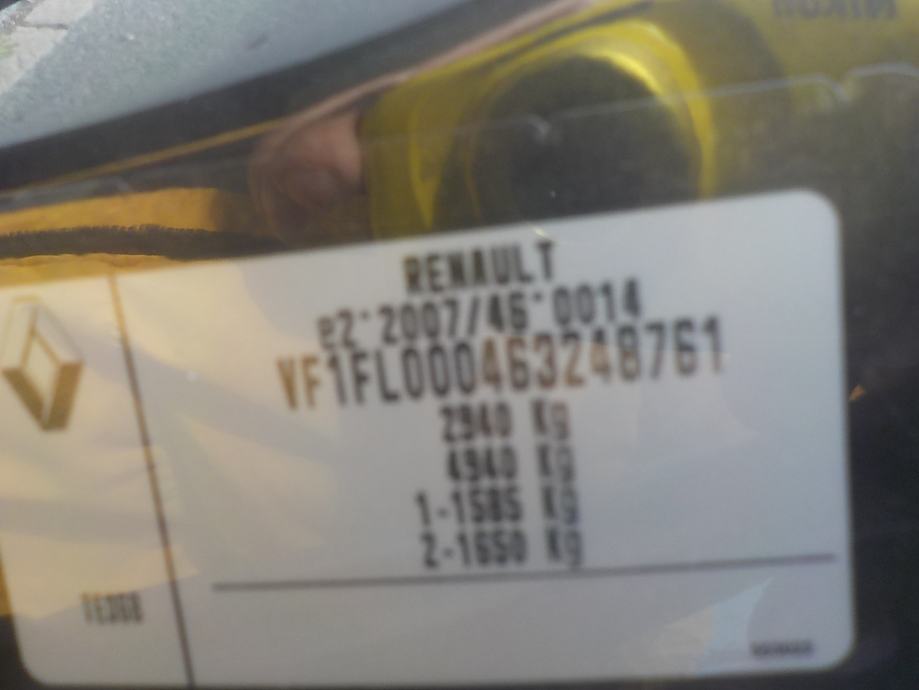 RENAULT
e2*2007/46*0014
VF1FL000463248761
2940 Kg
4940 Kg
1-1585 Kg
2-1650 Kg